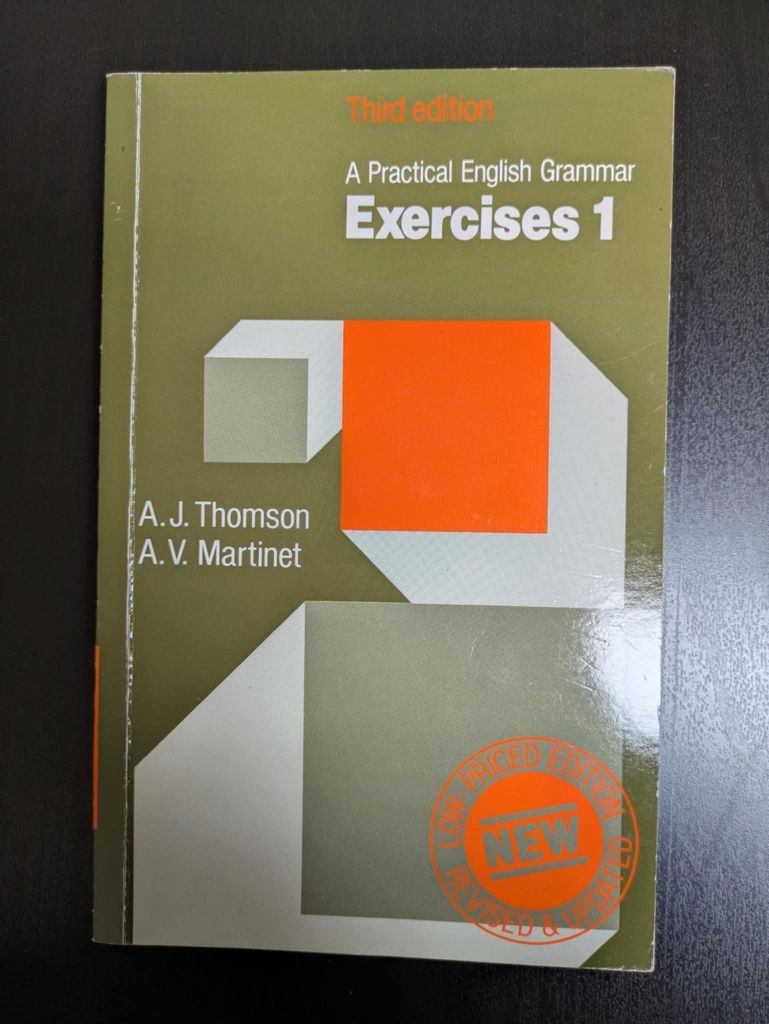 Third edition
A Practical English Grammar
Exercises 1
A.J. Thomson
A.V. Martinet
LOW-PRICED EDITION
NEW
REVISED & UPDATED